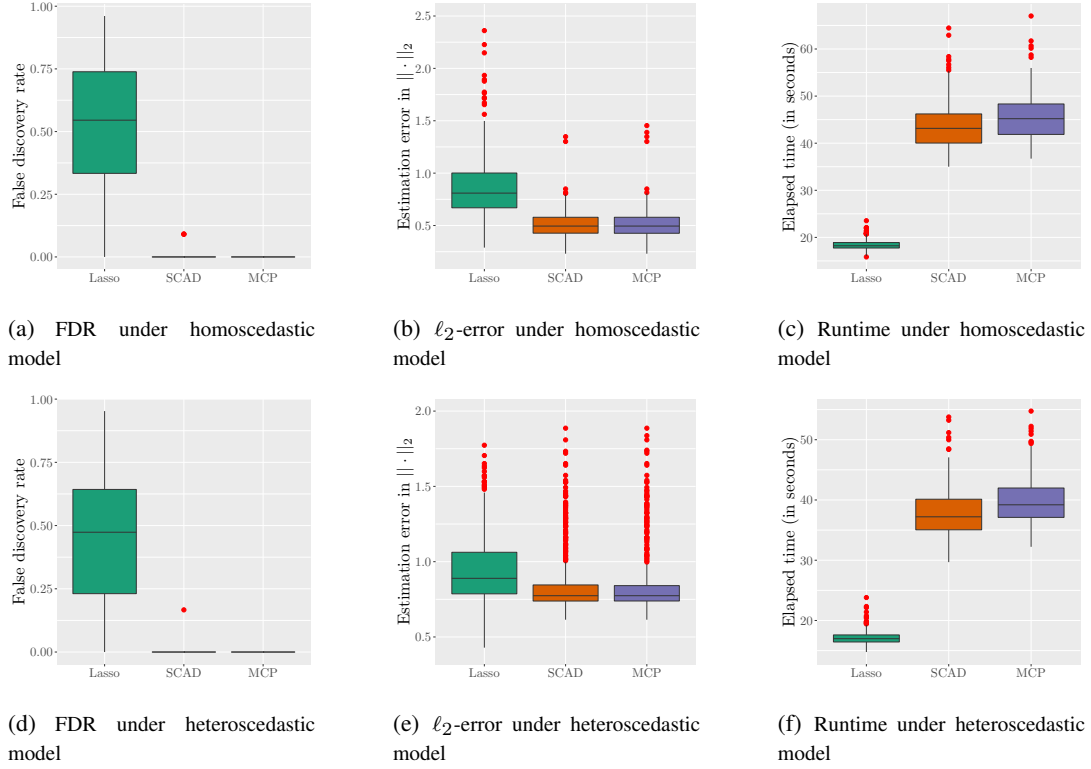 False discovery rate
1.00
0.75
0.50
0.25
0.00
Lasso SCAD MCP
(a) FDR under homoscedastic
model
Estimation error in || · ||₂
2.5
2.0
1.5
1.0
0.5
Lasso SCAD MCP
(b) ℓ₂-error under homoscedastic
model
Elapsed time (in seconds)
60
50
40
30
20
Lasso SCAD MCP
(c) Runtime under homoscedastic
model
False discovery rate
1.00
0.75
0.50
0.25
0.00
Lasso SCAD MCP
(d) FDR under heteroscedastic
model
Estimation error in || · ||₂
2.0
1.5
1.0
0.5
Lasso SCAD MCP
(e) ℓ₂-error under heteroscedastic
model
Elapsed time (in seconds)
50
40
30
20
Lasso SCAD MCP
(f) Runtime under heteroscedastic
model